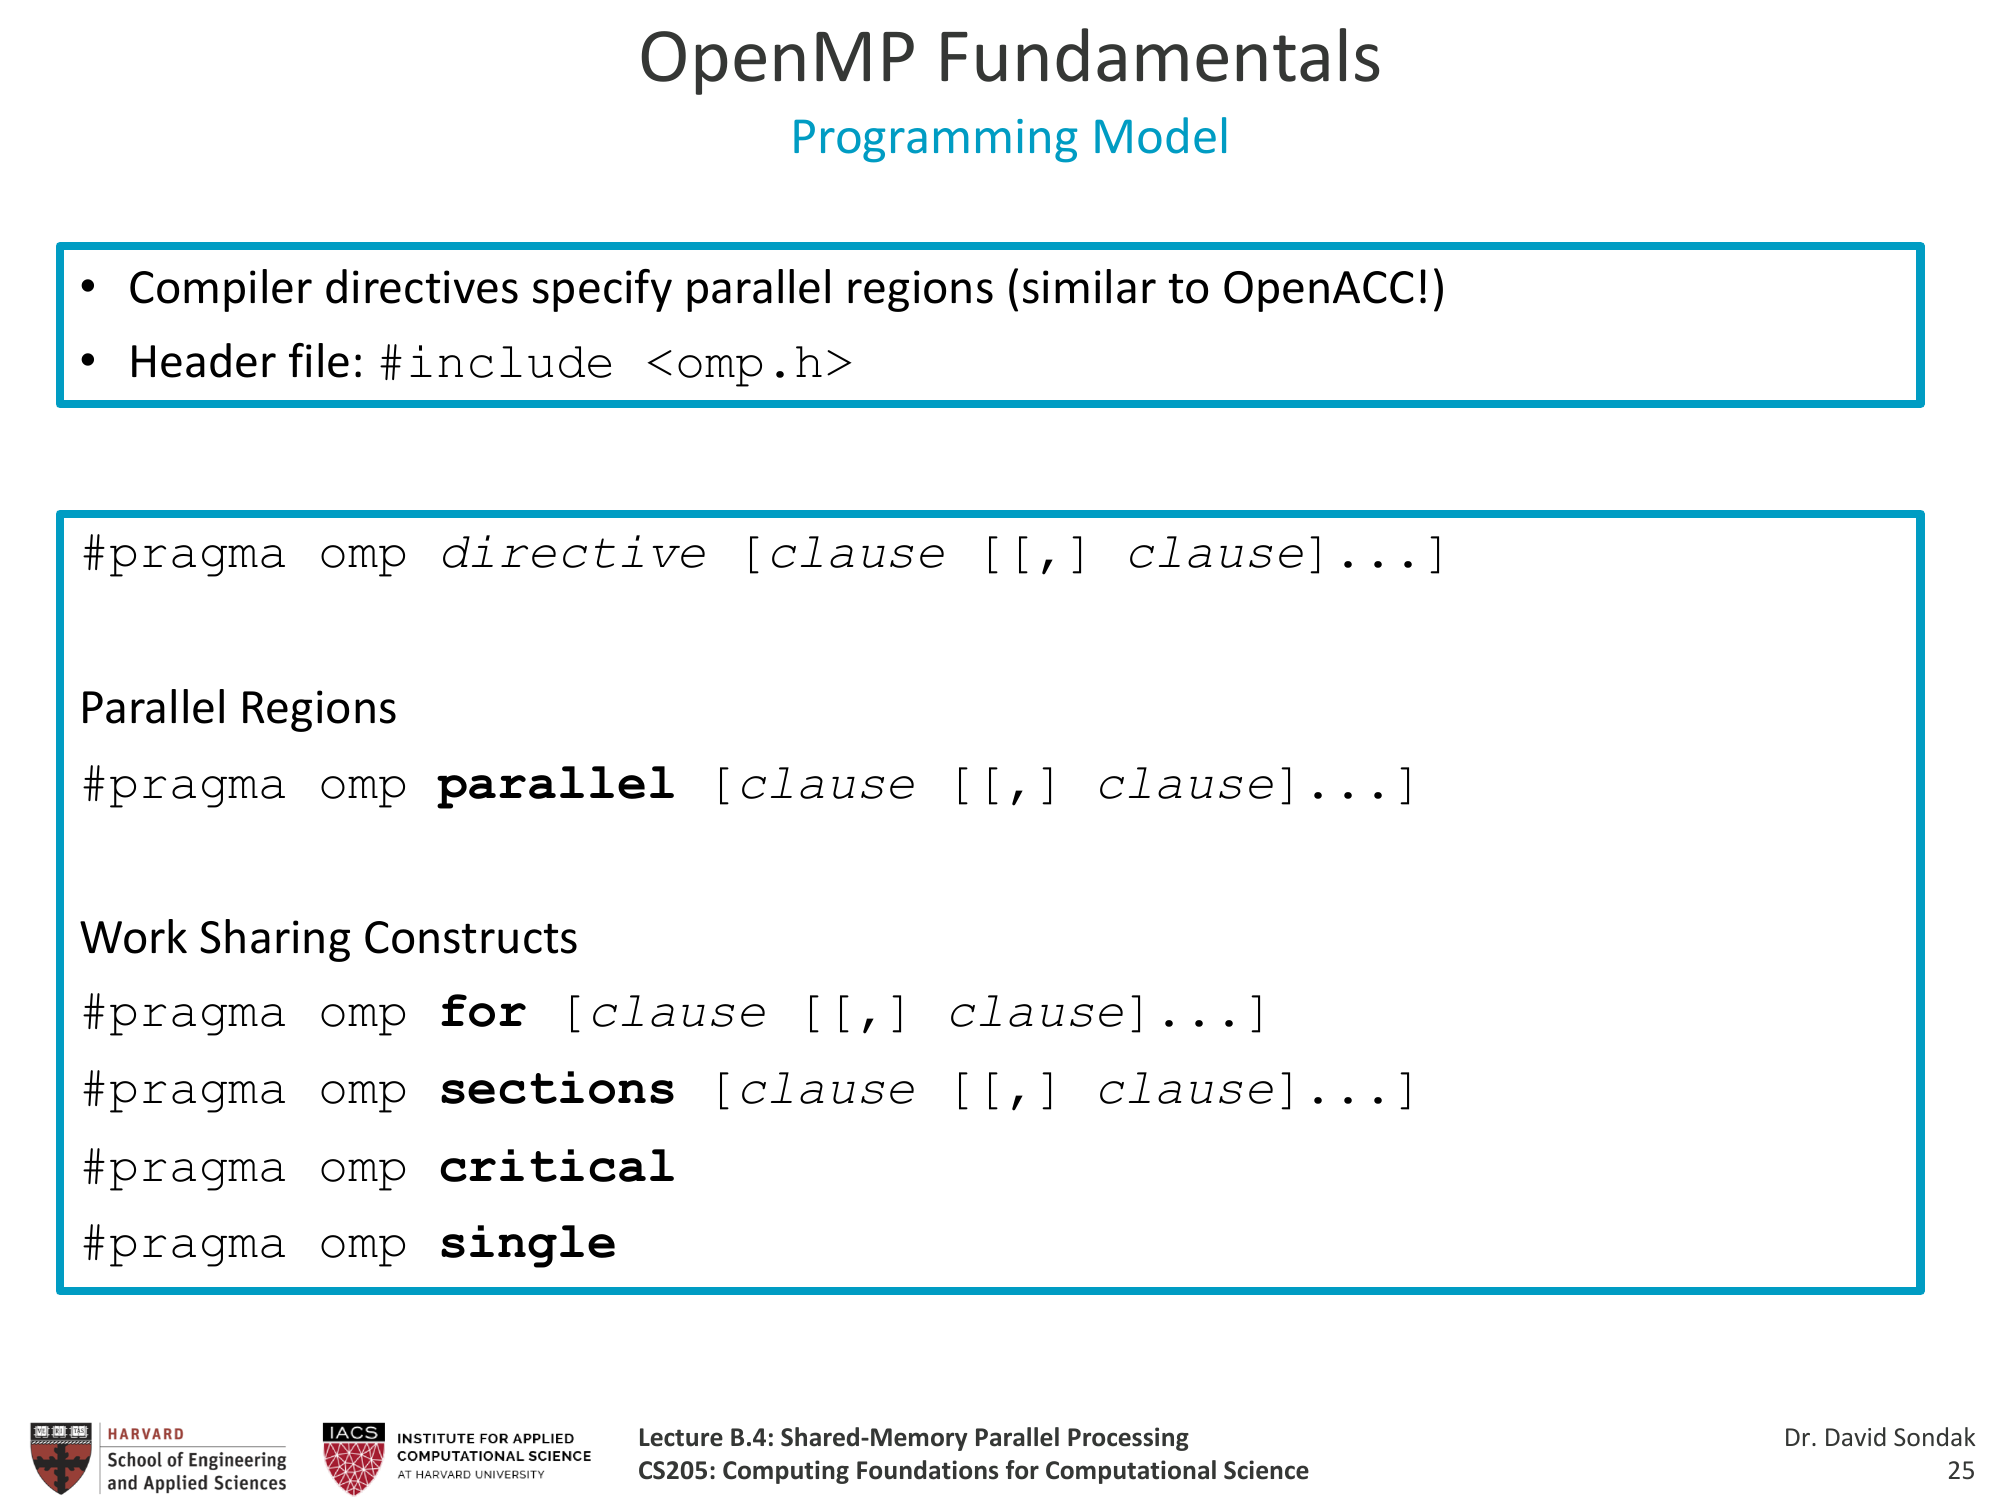 OpenMP Fundamentals
Programming Model
• Compiler directives specify parallel regions (similar to OpenACC!)
• Header file: #include <omp.h>
#pragma omp directive [clause [[,] clause]...]
Parallel Regions
#pragma omp parallel [clause [[,] clause]...]
Work Sharing Constructs
#pragma omp for [clause [[,] clause]...]
#pragma omp sections [clause [[,] clause]...]
#pragma omp critical
#pragma omp single
HARVARD
School of Engineering
and Applied Sciences
IACS
INSTITUTE FOR APPLIED
COMPUTATIONAL SCIENCE
AT HARVARD UNIVERSITY
Lecture B.4: Shared-Memory Parallel Processing
CS205: Computing Foundations for Computational Science
Dr. David Sondak
25